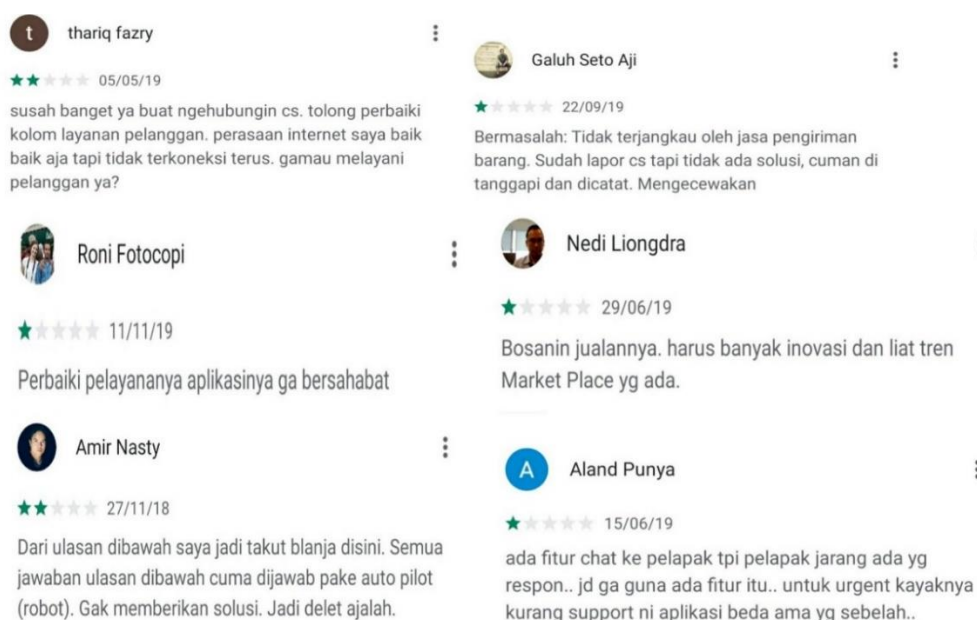 t
thariq fazry
05/05/19
susah banget ya buat ngehubungin cs. tolong perbaiki
kolom layanan pelanggan. perasaan internet saya baik
baik aja tapi tidak terkoneksi terus. gamau melayani
pelanggan ya?
Galuh Seto Aji
22/09/19
Bermasalah: Tidak terjangkau oleh jasa pengiriman
barang. Sudah lapor cs tapi tidak ada solusi, cuman di
tanggapi dan dicatat. Mengecewakan
Roni Fotocopi
11/11/19
Perbaiki pelayananya aplikasinya ga bersahabat
Nedi Liongdra
29/06/19
Bosanin jualannya. harus banyak inovasi dan liat tren
Market Place yg ada.
Amir Nasty
27/11/18
Dari ulasan dibawah saya jadi takut blanja disini. Semua
jawaban ulasan dibawah cuma dijawab pake auto pilot
(robot). Gak memberikan solusi. Jadi delet ajalah.
A
Aland Punya
15/06/19
ada fitur chat ke pelapak tpi pelapak jarang ada yg
respon.. jd ga guna ada fitur itu.. untuk urgent kayaknya
kurang support ni aplikasi beda ama yg sebelah..